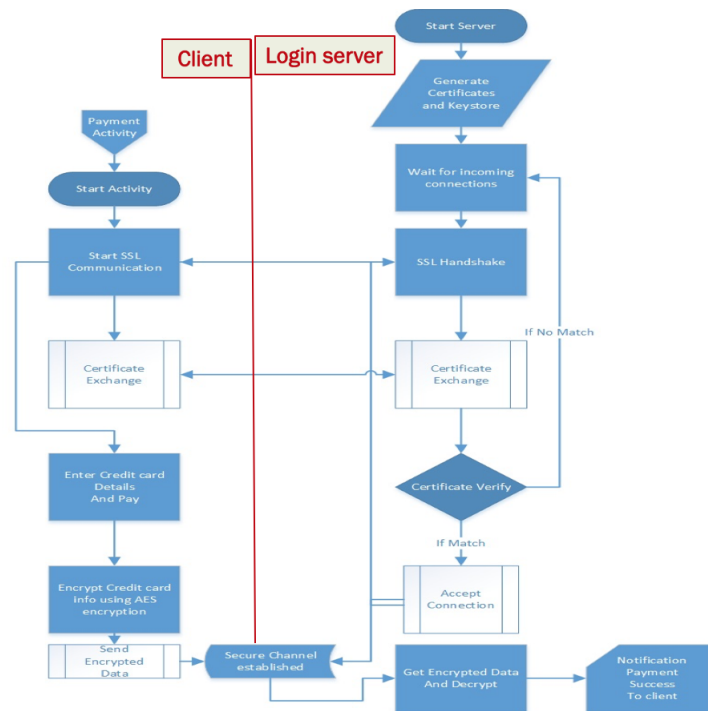 Start Server
Client
Login server
Generate
Certificates
and Keystore
Payment
Activity
Wait for incoming
connections
Start Activity
Start SSL
Communication
SSL Handshake
If No Match
Certificate
Exchange
Certificate
Exchange
Enter Credit card
Details
And Pay
Certificate Verify
If Match
Encrypt Credit card
info using AES
encryption
Accept
Connection
Send
Encrypted
Data
Secure Channel
established
Get Encrypted Data
And Decrypt
Notification
Payment
Success
To client